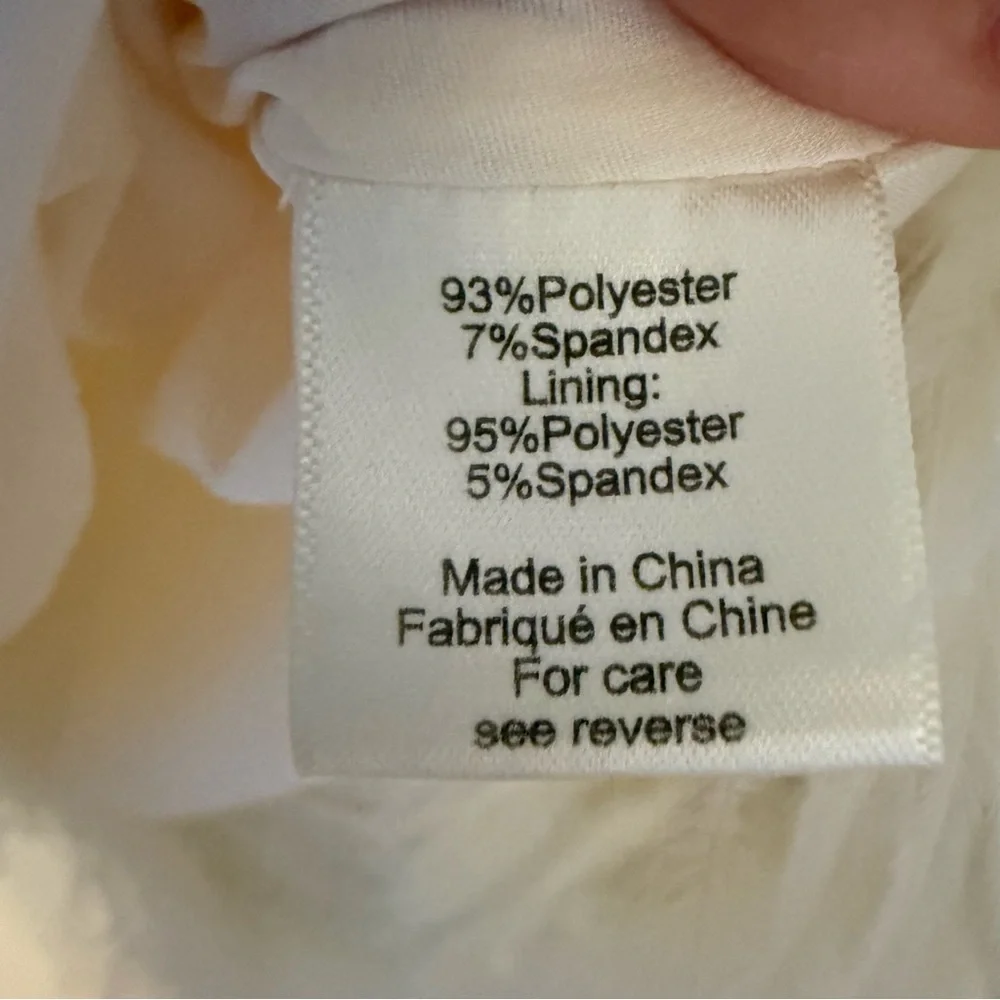 93%Polyester
7%Spandex
Lining:
95%Polyester
5%Spandex
Made in China
Fabriqué en Chine
For care
see reverse